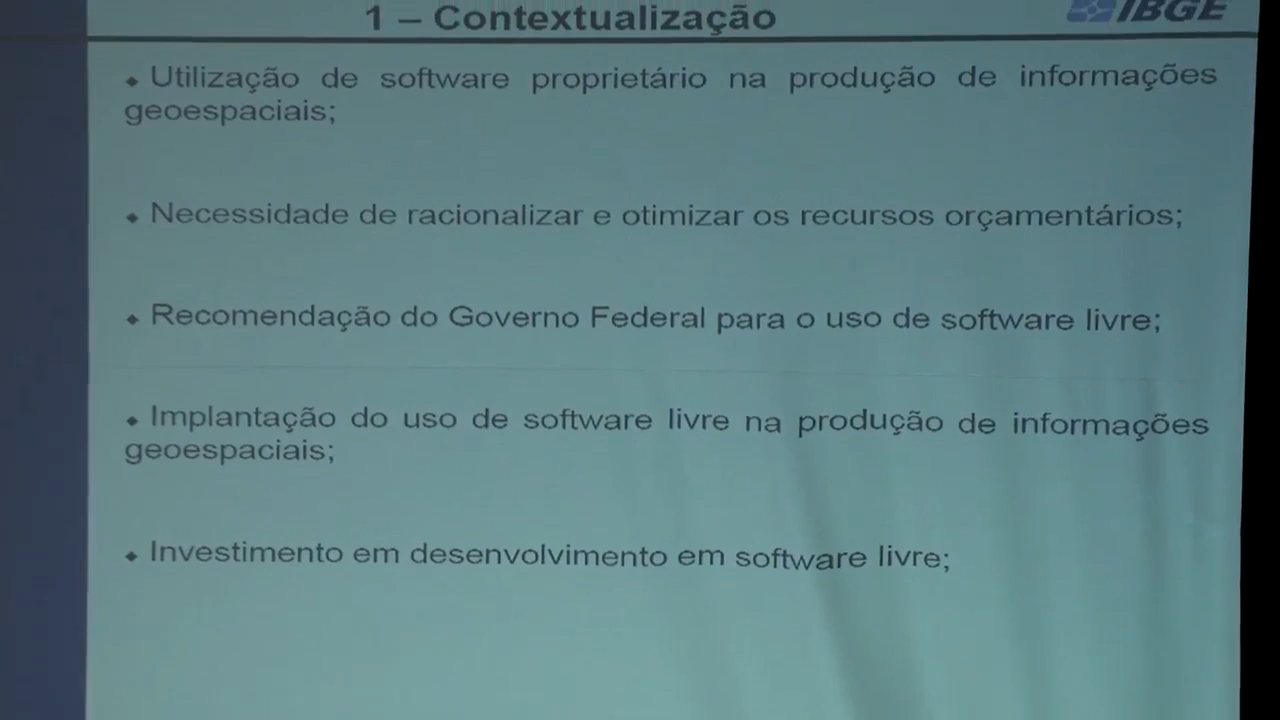 1 – Contextualização
IBGE
⬥ Utilização de software proprietário na produção de informações
geoespaciais;
⬥ Necessidade de racionalizar e otimizar os recursos orçamentários;
⬥ Recomendação do Governo Federal para o uso de software livre;
⬥ Implantação do uso de software livre na produção de informações
geoespaciais;
⬥ Investimento em desenvolvimento em software livre;